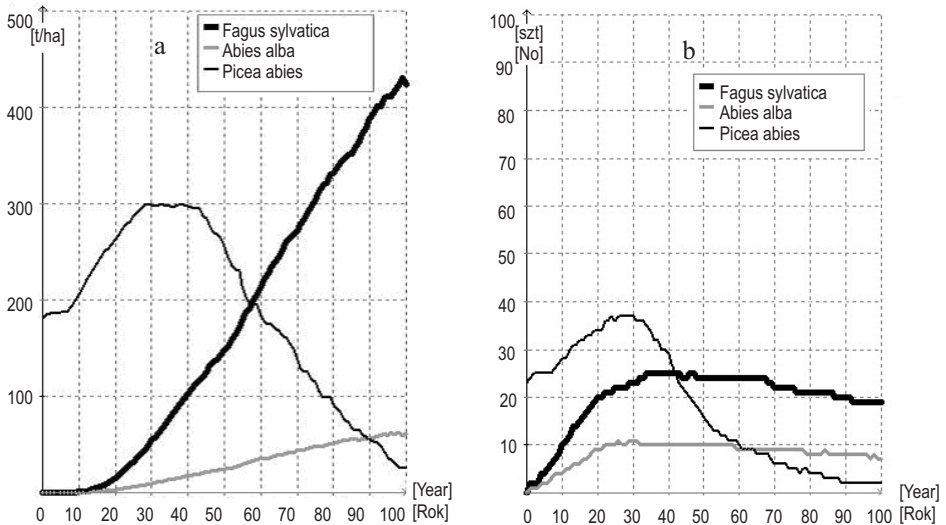 500
[t/ha]
a
Fagus sylvatica
Abies alba
Picea abies
400
300
200
100
0 10 20 30 40 50 60 70 80 90 100
[Year]
[Rok]
100
[szt]
[No]
b
Fagus sylvatica
Abies alba
Picea abies
90
80
70
60
50
40
30
20
10
0 10 20 30 40 50 60 70 80 90 100
[Year]
[Rok]